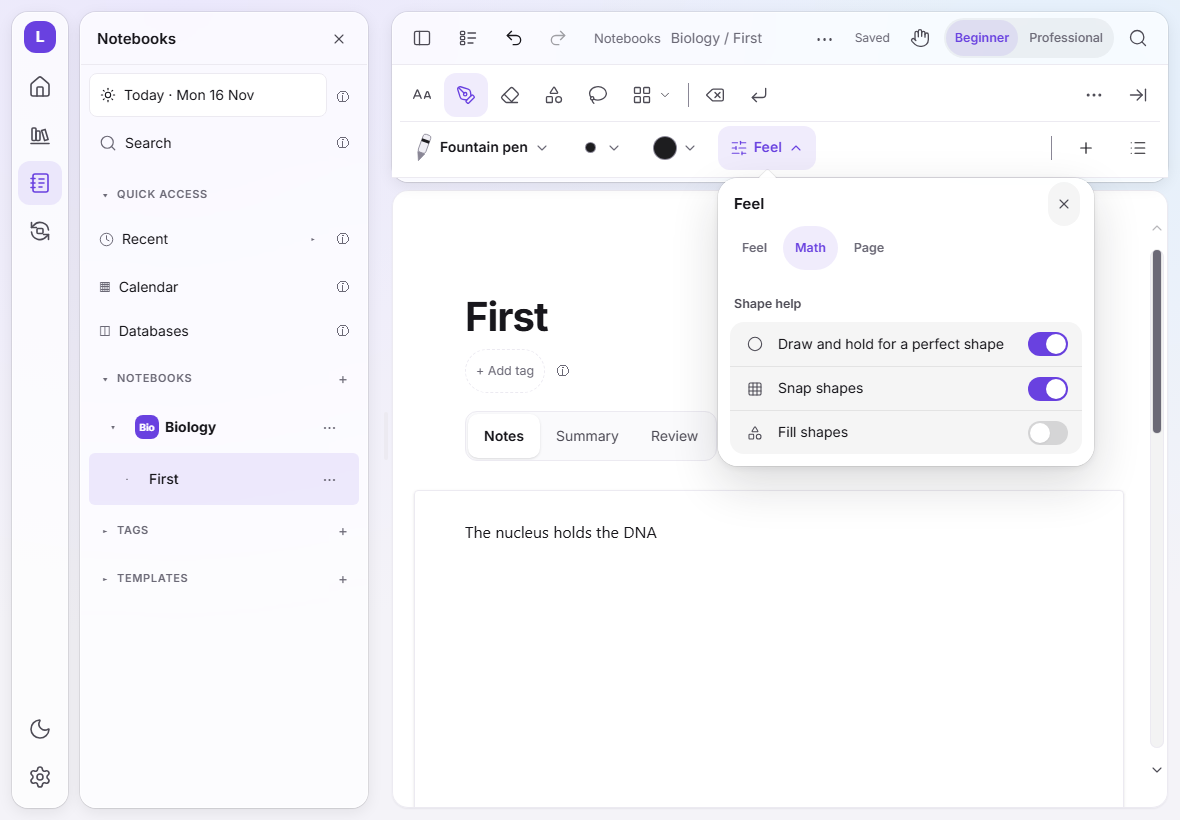 L
Notebooks
Today · Mon 16 Nov
Search
QUICK ACCESS
Recent
Calendar
Databases
NOTEBOOKS
Bio Biology
First
TAGS
TEMPLATES
Notebooks Biology / First
Saved
Beginner Professional
AA
Fountain pen
Feel
Feel
Feel Math Page
Shape help
Draw and hold for a perfect shape
Snap shapes
Fill shapes
First
+ Add tag
Notes Summary Review
The nucleus holds the DNA